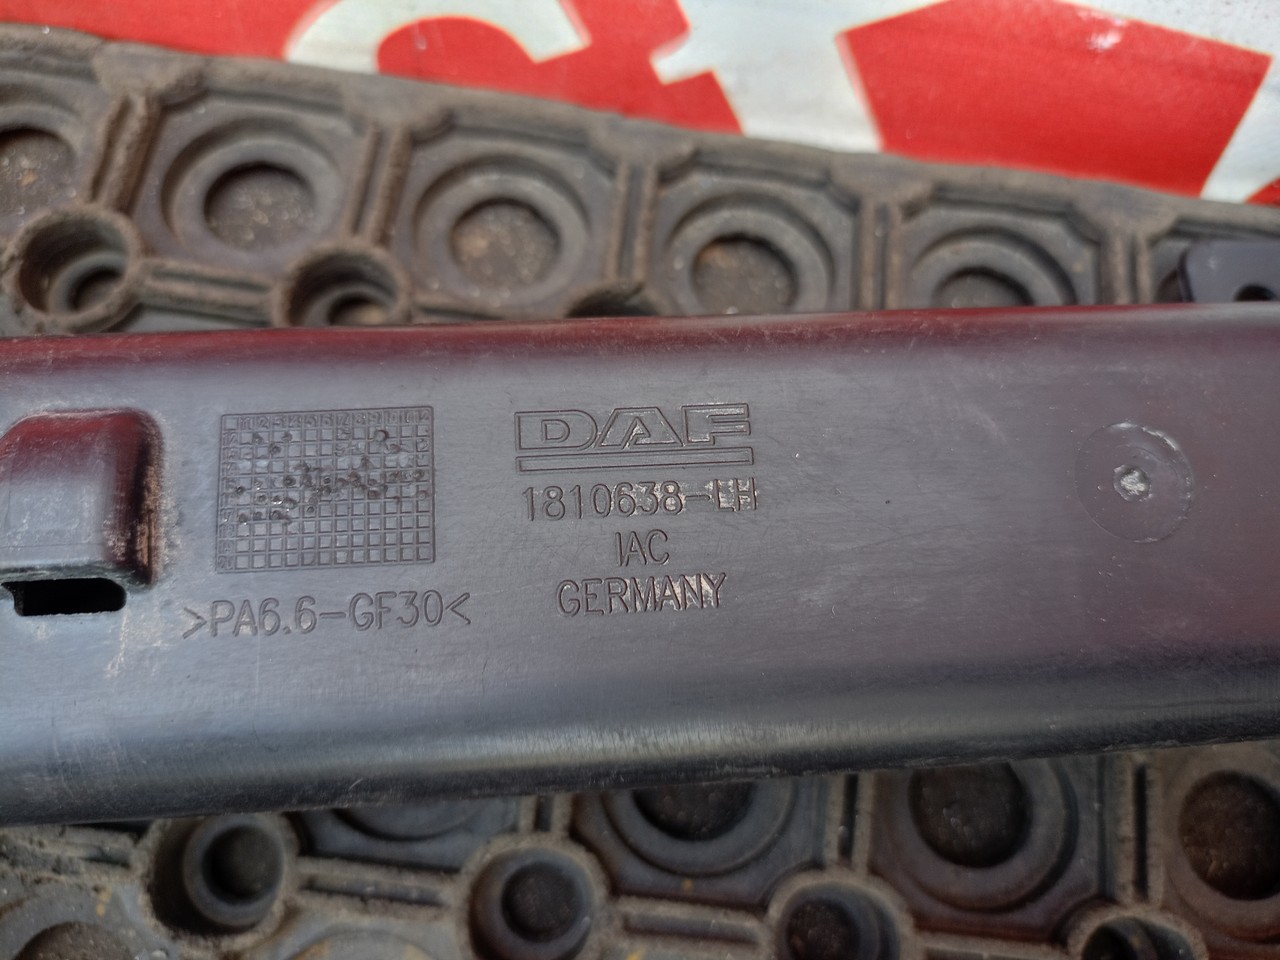 DAF
1810638-LH
IAC
GERMANY
>PA6.6-GF30<